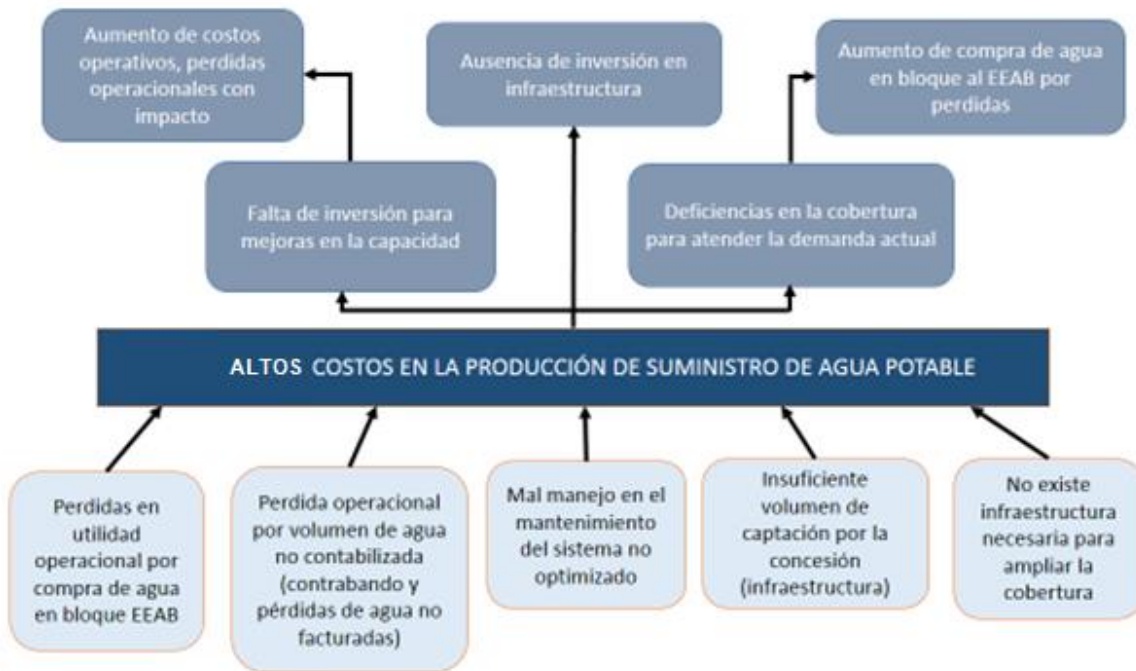 Aumento de costos
operativos, perdidas
operacionales con
impacto
Ausencia de inversión en
infraestructura
Aumento de compra de agua
en bloque al EEAB por
perdidas
Falta de inversión para
mejoras en la capacidad
Deficiencias en la cobertura
para atender la demanda actual
ALTOS COSTOS EN LA PRODUCCIÓN DE SUMINISTRO DE AGUA POTABLE
Perdidas en
utilidad
operacional por
compra de agua
en bloque EEAB
Perdida operacional
por volumen de agua
no contabilizada
(contrabando y
pérdidas de agua no
facturadas)
Mal manejo en el
mantenimiento
del sistema no
optimizado
Insuficiente
volumen de
captación por la
concesión
(infraestructura)
No existe
infraestructura
necesaria para
ampliar la
cobertura